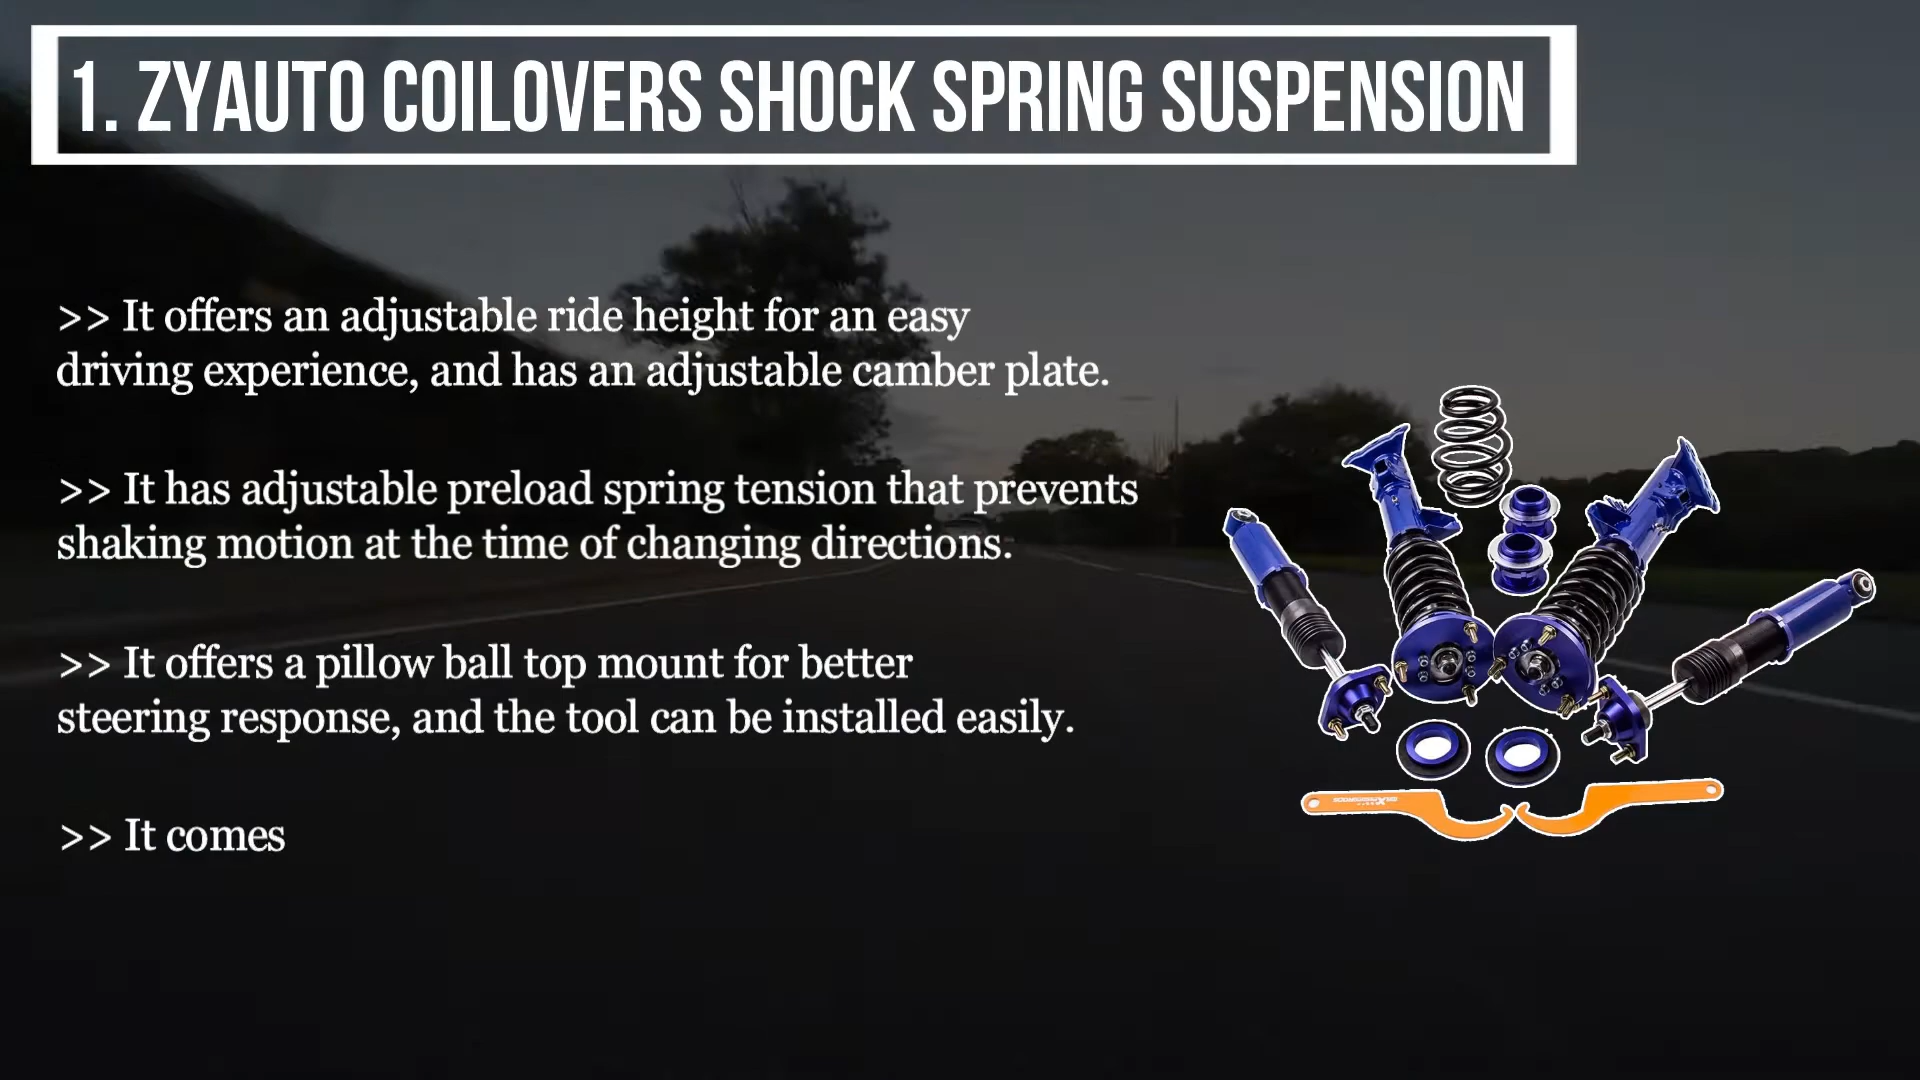 1. ZYAUTO COILOVERS SHOCK SPRING SUSPENSION
>> It offers an adjustable ride height for an easy
driving experience, and has an adjustable camber plate.
>> It has adjustable preload spring tension that prevents
shaking motion at the time of changing directions.
>> It offers a pillow ball top mount for better
steering response, and the tool can be installed easily.
>> It comes